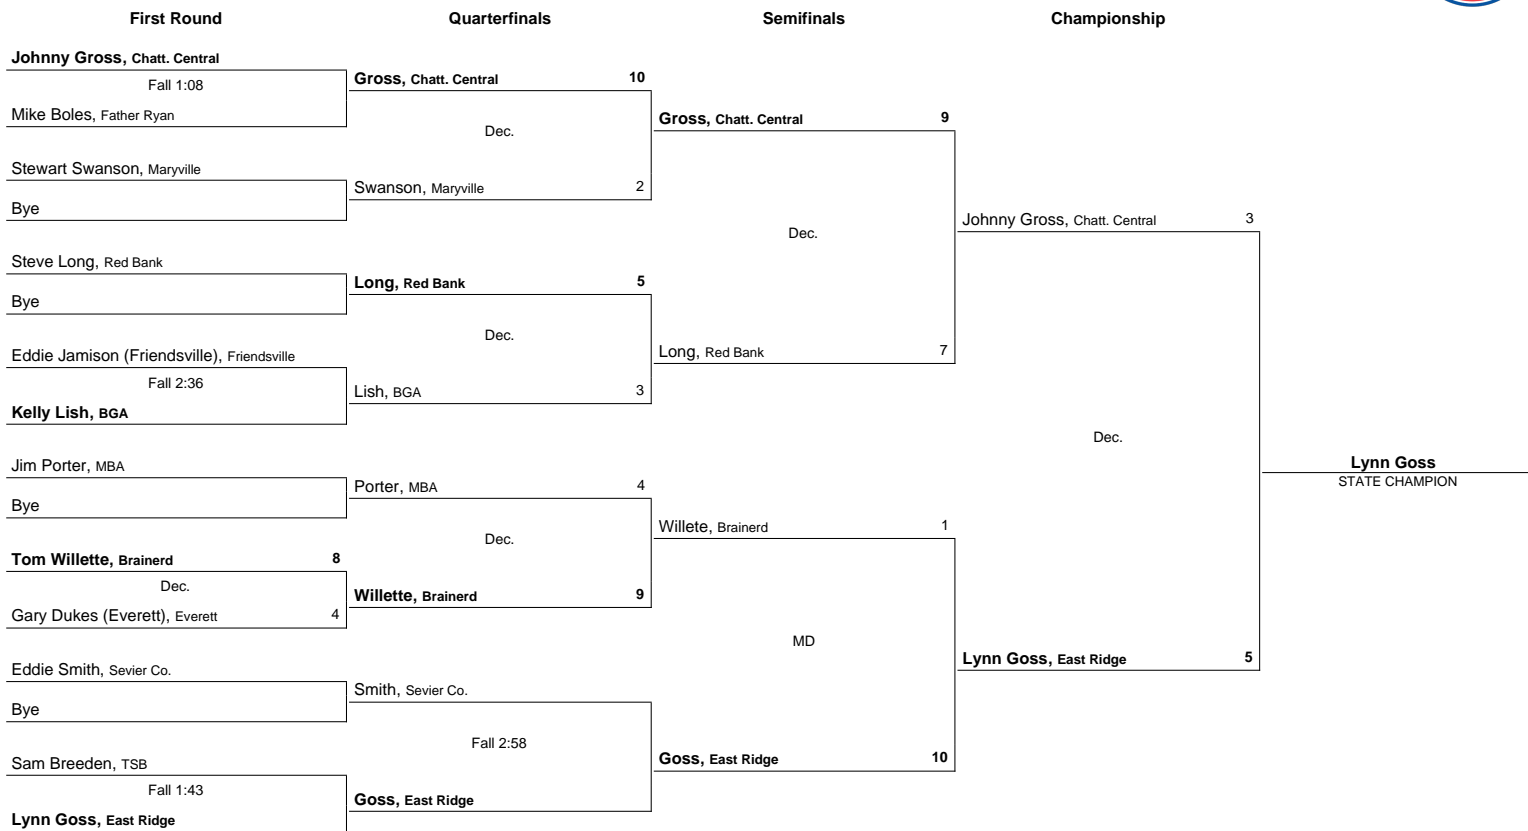 First Round Quarterfinals Semifinals Championship
Johnny Gross, Chatt. Central
Fall 1:08
Mike Boles, Father Ryan
Stewart Swanson, Maryville
Bye
Steve Long, Red Bank
Bye
Eddie Jamison (Friendsville), Friendsville
Fall 2:36
Kelly Lish, BGA
Jim Porter, MBA
Bye
Tom Willette, Brainerd 8
Dec.
Gary Dukes (Everett), Everett 4
Eddie Smith, Sevier Co.
Bye
Sam Breeden, TSB
Fall 1:43
Lynn Goss, East Ridge
Gross, Chatt. Central 10
Dec.
Swanson, Maryville 2
Long, Red Bank 5
Dec.
Lish, BGA 3
Porter, MBA 4
Dec.
Willette, Brainerd 9
Smith, Sevier Co.
Fall 2:58
Goss, East Ridge
Gross, Chatt. Central 9
Dec.
Long, Red Bank 7
Willete, Brainerd 1
MD
Goss, East Ridge 10
Johnny Gross, Chatt. Central 3
Dec.
Lynn Goss, East Ridge 5
Lynn Goss
STATE CHAMPION